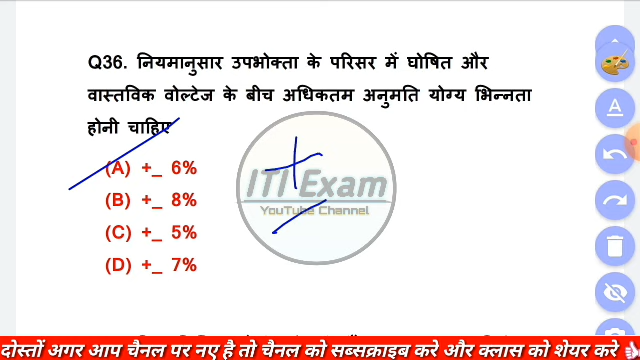 Q36. नियमानुसार उपभोक्ता के परिसर में घोषित और
वास्तविक वोल्टेज के बीच अधिकतम अनुमति योग्य भिन्नता
होनी चाहिए
(A) +_ 6%
(B) +_ 8%
(C) +_ 5%
(D) +_ 7%
ITI Exam
YouTube Channel
दोस्तों अगर आप चैनल पर नए है तो चैनल को सब्सक्राइब करे और क्लास को शेयर करे